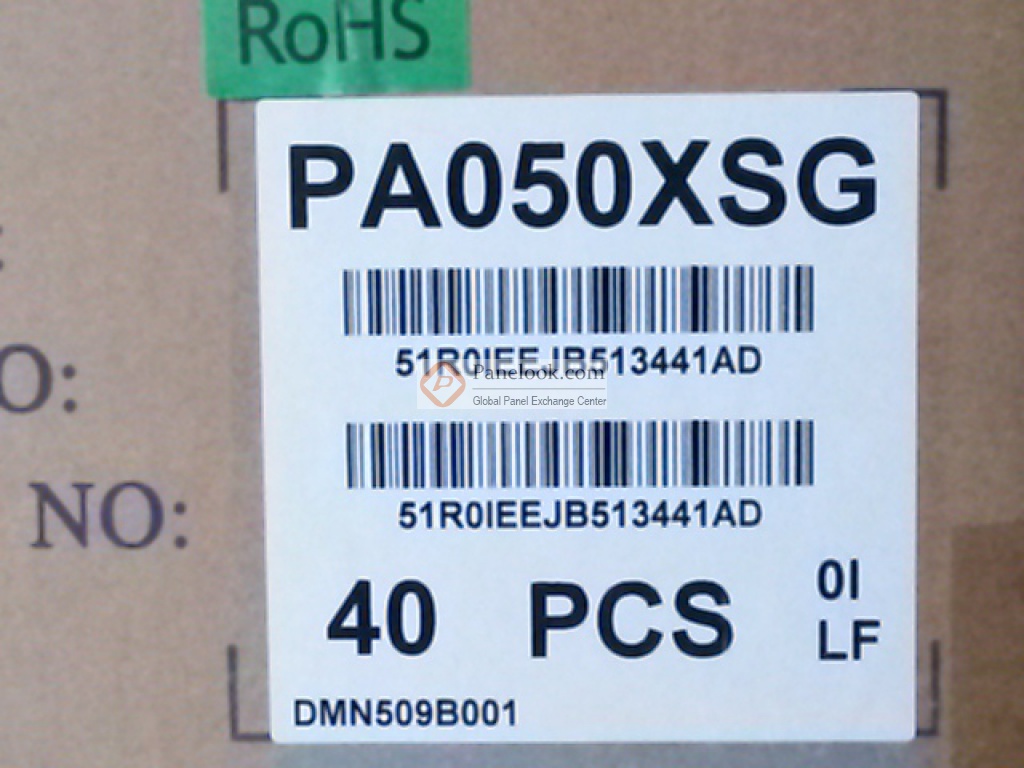 RoHS
PA050XSG
51R0IEEJB513441AD
Panelook.com
Global Panel Exchange Center
O:
51R0IEEJB513441AD
NO:
40 PCS
0I
LF
DMN509B001